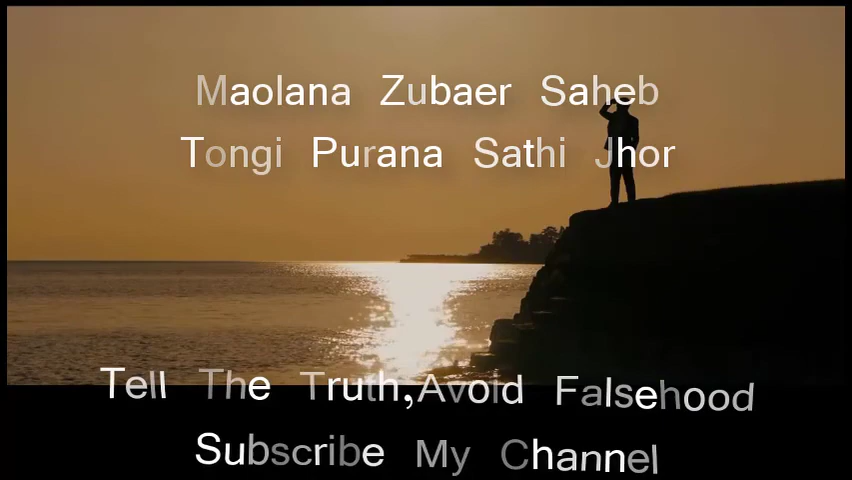 Maolana Zubaer Saheb
Tongi Purana Sathi Jhor
Tell The Truth,Avoid Falsehood
Subscribe My Channel